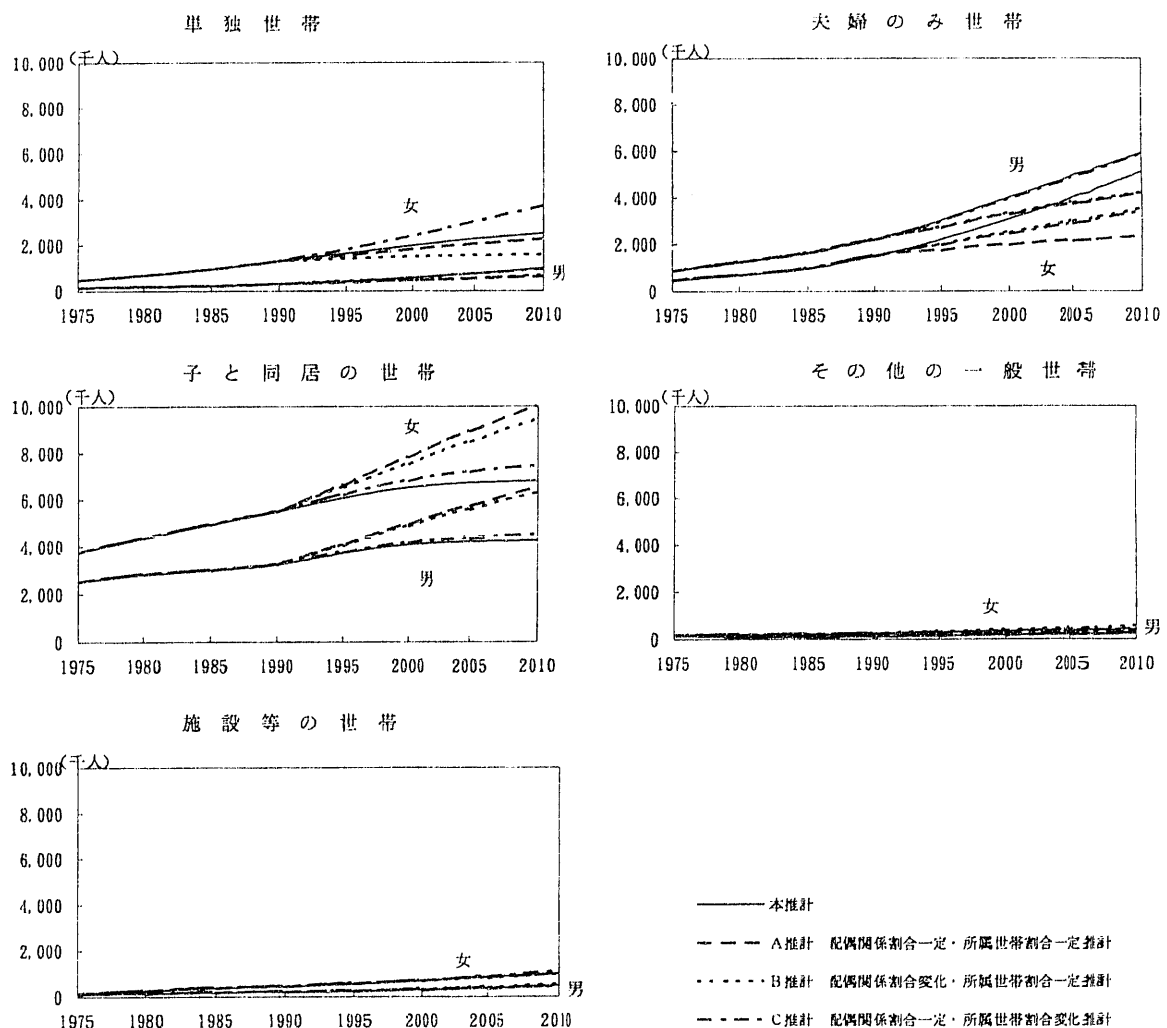 単独世帯
(千人)
10,000
8,000
6,000
4,000
2,000
0
女
男
1975 1980 1985 1990 1995 2000 2005 2010
夫婦のみ世帯
(千人)
10,000
8,000
6,000
4,000
2,000
0
男
女
1975 1980 1985 1990 1995 2000 2005 2010
子と同居の世帯
(千人)
10,000
8,000
6,000
4,000
2,000
0
女
男
1975 1980 1985 1990 1995 2000 2005 2010
その他の一般世帯
(千人)
10,000
8,000
6,000
4,000
2,000
0
女
男
1975 1980 1985 1990 1995 2000 2005 2010
施設等の世帯
(千人)
10,000
8,000
6,000
4,000
2,000
0
女
男
1975 1980 1985 1990 1995 2000 2005 2010
本推計
A推計 配偶関係割合一定・所属世帯割合一定推計
B推計 配偶関係割合変化・所属世帯割合一定推計
C推計 配偶関係割合一定・所属世帯割合変化推計